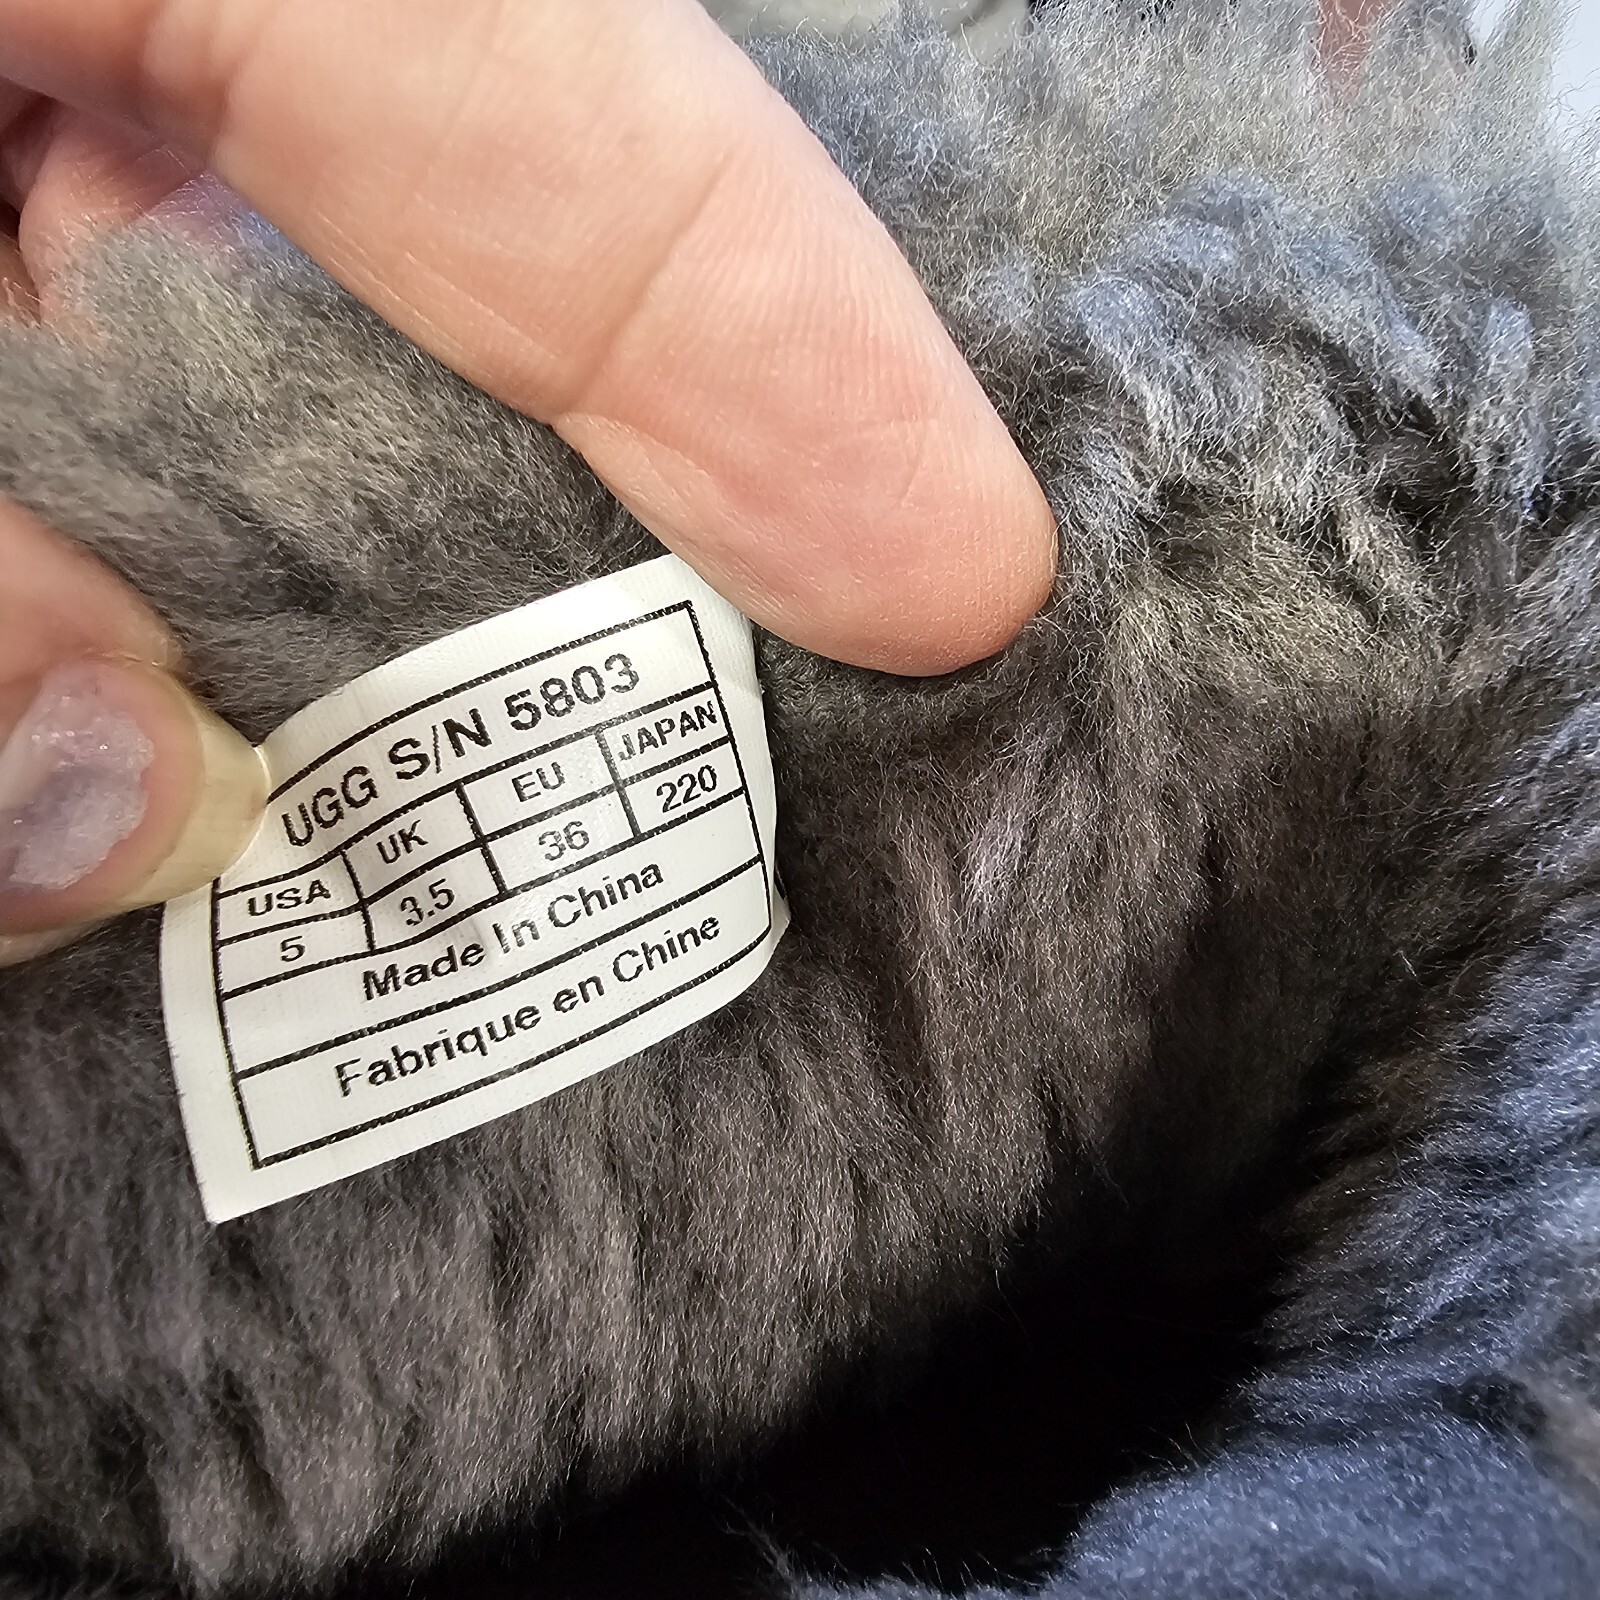 UGG S/N 5803
USA UK EU JAPAN
5 3.5 36 220
Made In China
Fabrique en Chine